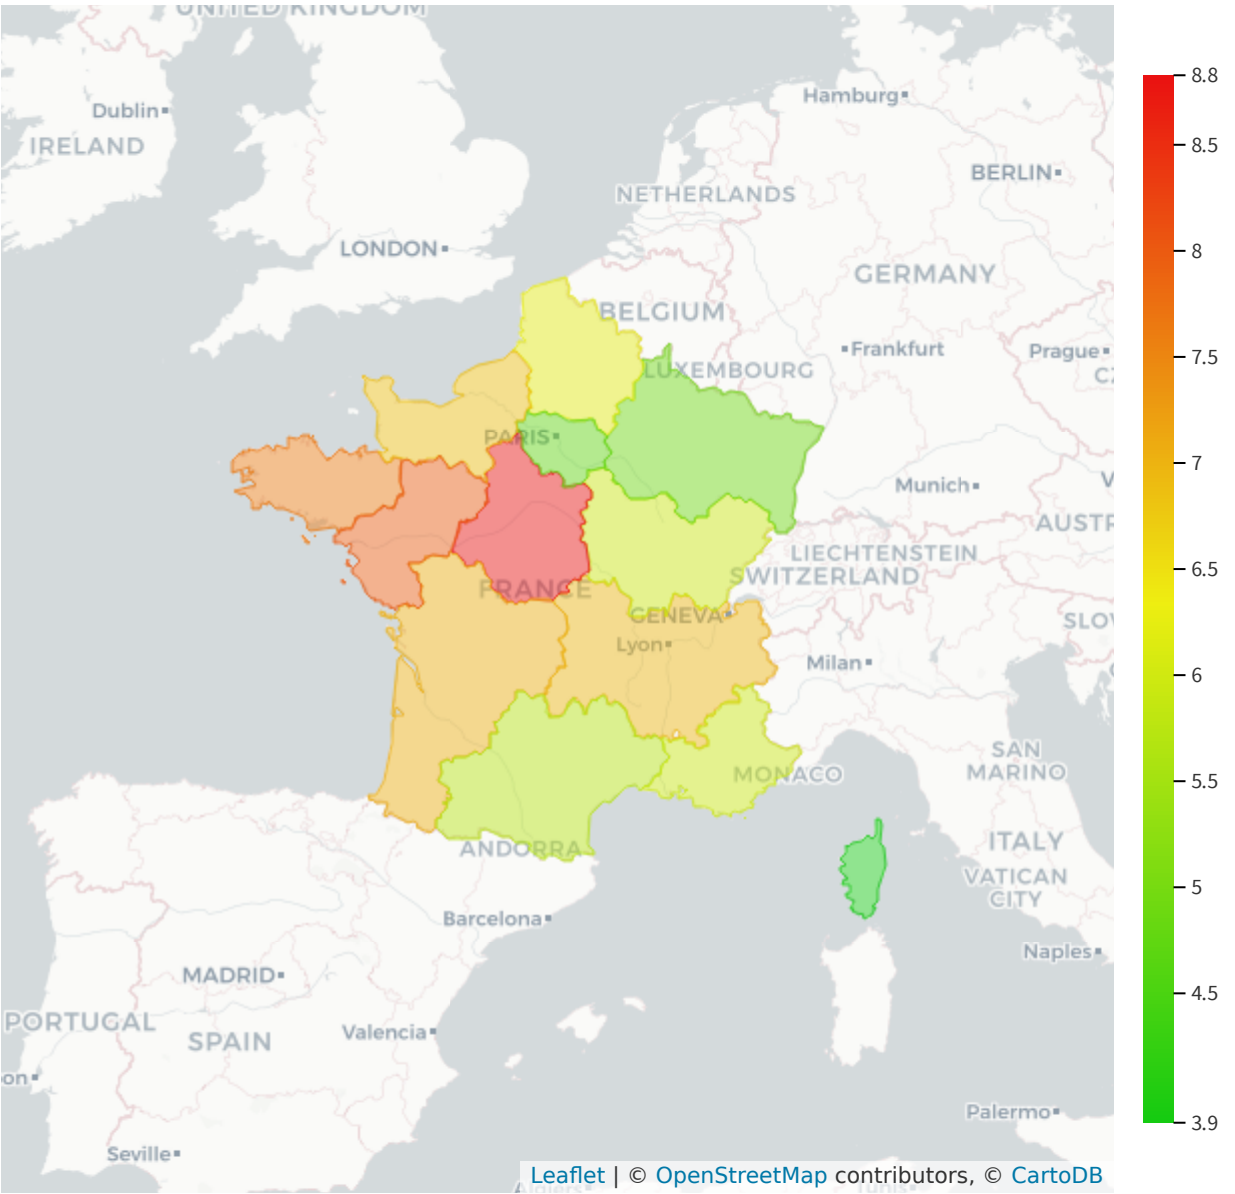 UNITED KINGDOM
Dublin
IRELAND
Hamburg
BERLIN
NETHERLANDS
LONDON
GERMANY
BELGIUM
Frankfurt
Prague
LUXEMBOURG
PARIS
Munich
LIECHTENSTEIN
SWITZERLAND
FRANCE
GENEVA
Lyon
Milan
SAN
MARINO
MONACO
ITALY
ANDORRA
VATICAN
CITY
Barcelona
Naples
MADRID
PORTUGAL
Valencia
SPAIN
Palermo
Seville
Leaflet | © OpenStreetMap contributors, © CartoDB
8.8
8.5
8
7.5
7
6.5
6
5.5
5
4.5
3.9